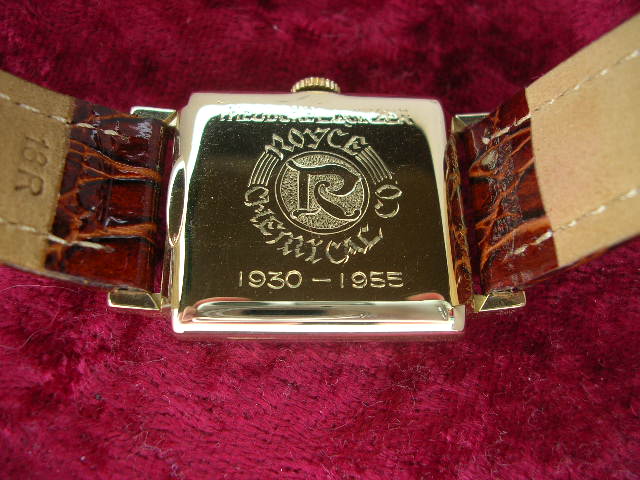 ROYCE
R
CHEMICAL CO
1930 - 1955
18R